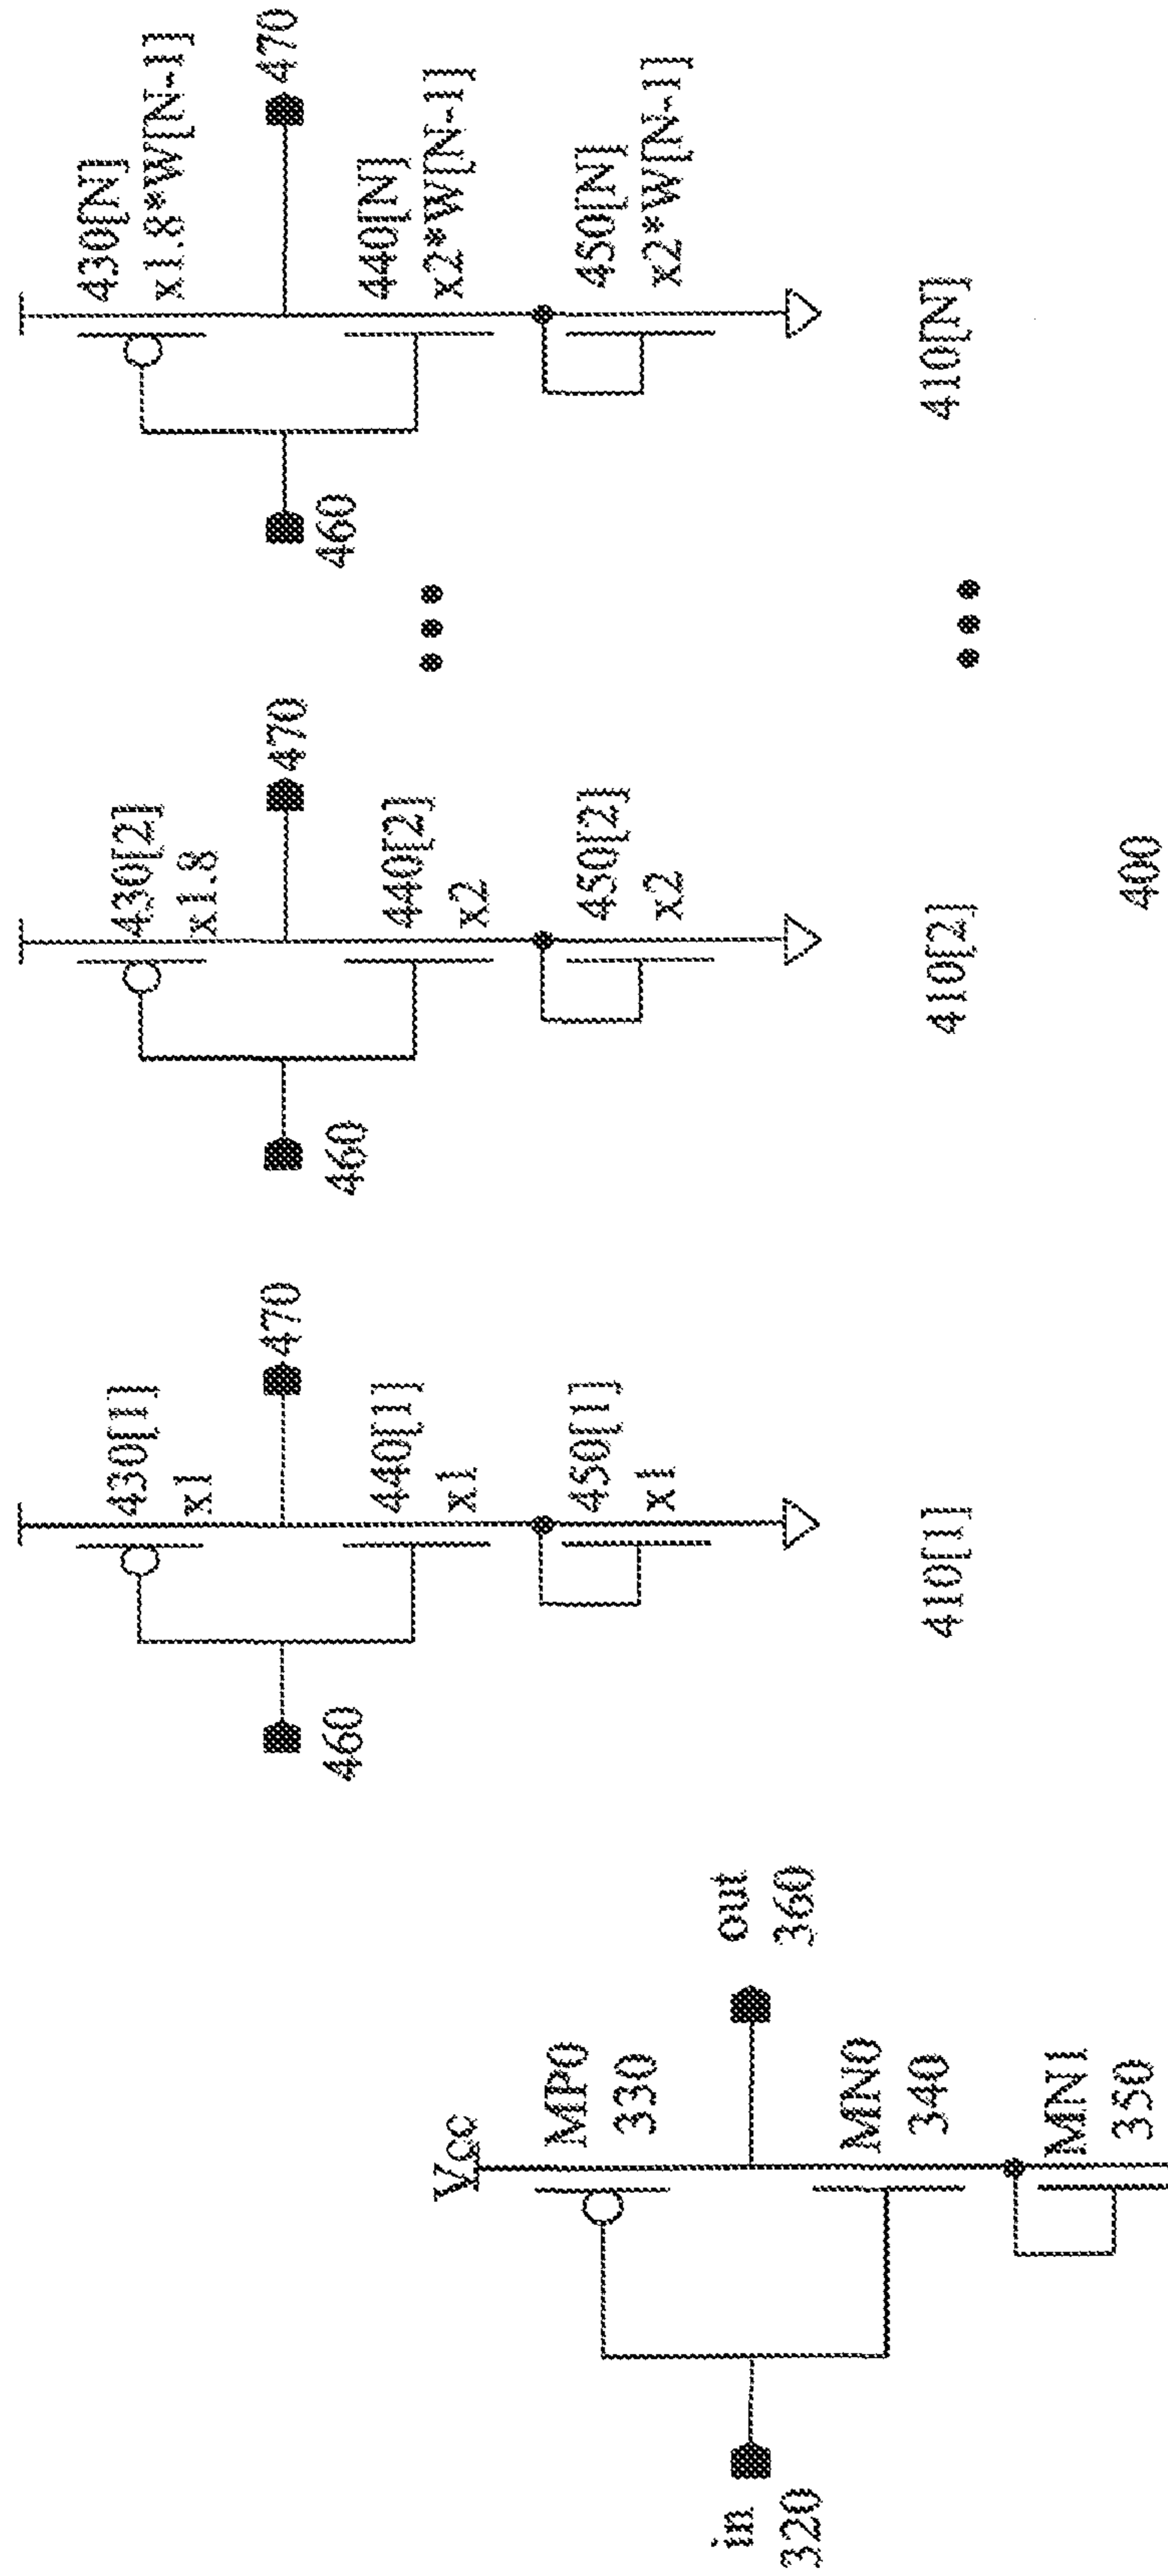 430[1]
x1
470
440[1]
x1
450[1]
x1
460
410[1]
430[2]
x1.8
470
440[2]
x2
450[2]
x2
460
410[2]
430[N]
x1.8*W[N-1]
470
440[N]
x2*W[N-1]
450[N]
x2*W[N-1]
460
410[N]
400
Vcc
MP0
330
out
360
MN0
340
MN1
350
in
320